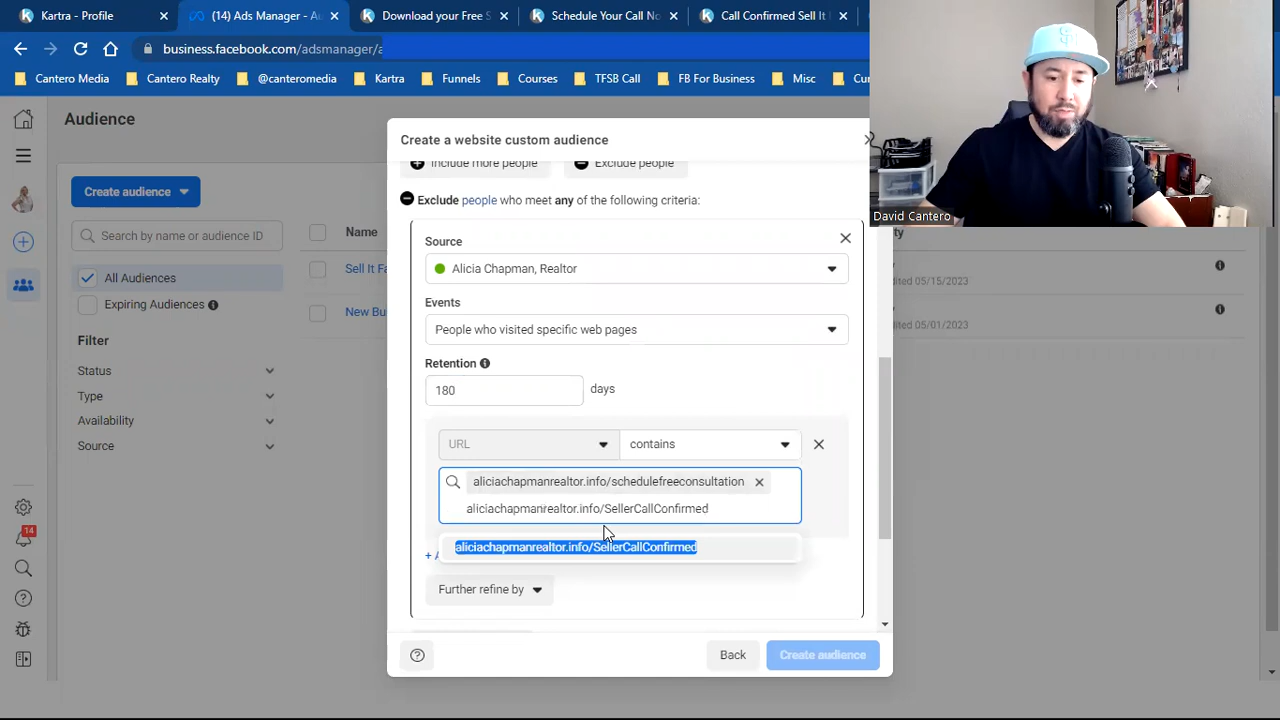 Kartra - Profile
(14) Ads Manager - A
Download your Free S
Schedule Your Call No
Call Confirmed Sell It
business.facebook.com/adsmanager/a
Cantero Media
Cantero Realty
@canteromedia
Kartra
Funnels
Courses
TFSB Call
FB For Business
Misc
David Cantero
Audience
Create audience
Search by name or audience ID
All Audiences
Expiring Audiences
Filter
Status
Type
Availability
Source
Name
Sell It Fa
New Bu
05/15/2023
05/01/2023
14
Create a website custom audience
Include more people
Exclude people
Exclude people who meet any of the following criteria:
Source
Alicia Chapman, Realtor
Events
People who visited specific web pages
Retention
180
days
URL
contains
aliciachapmanrealtor.info/schedulefreeconsultation
aliciachapmanrealtor.info/SellerCallConfirmed
aliciachapmanrealtor.info/SellerCallConfirmed
+ A
Further refine by
Back
Create audience